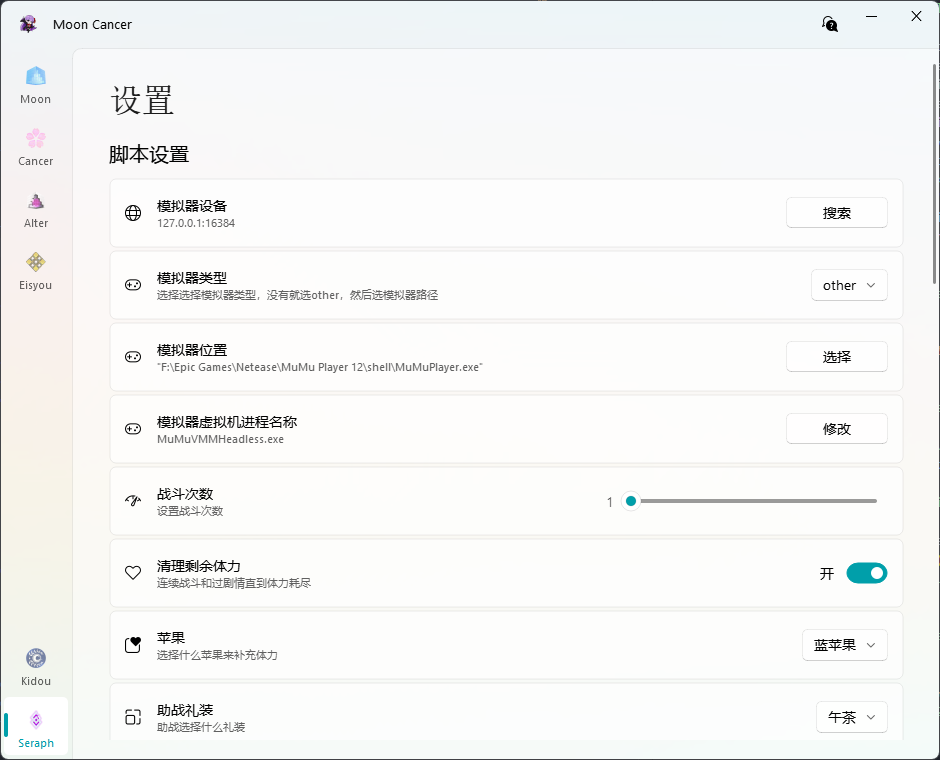 Moon Cancer
Moon
Cancer
Alter
Eisyou
Kidou
Seraph
设置
脚本设置
模拟器设备
127.0.0.1:16384
搜索
模拟器类型
选择选择模拟器类型，没有就选other，然后选模拟器路径
other
模拟器位置
"F:\Epic Games\Netease\MuMu Player 12\shell\MuMuPlayer.exe"
选择
模拟器虚拟机进程名称
MuMuVMMHeadless.exe
修改
战斗次数
设置战斗次数
1
清理剩余体力
连续战斗和过剧情直到体力耗尽
开
苹果
选择什么苹果来补充体力
蓝苹果
助战礼装
助战选择什么礼装
午茶